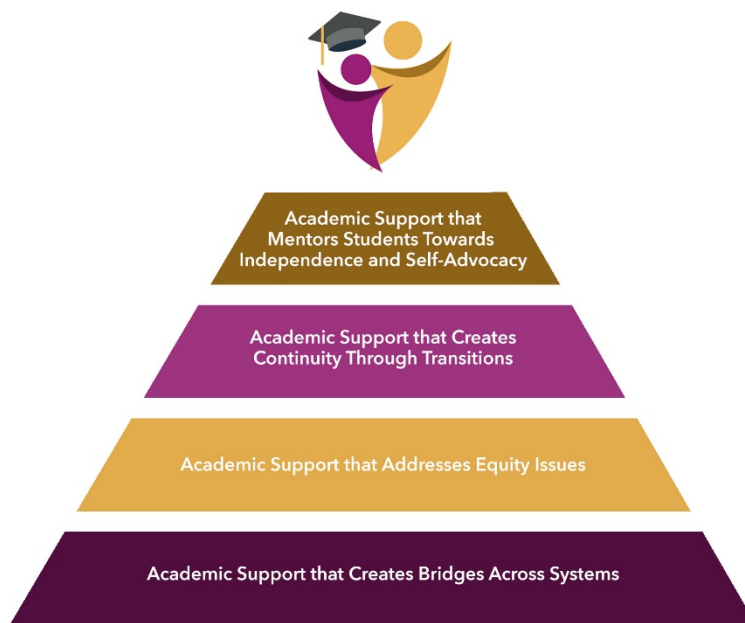 Academic Support that
Mentors Students Towards
Independence and Self-Advocacy
Academic Support that Creates
Continuity Through Transitions
Academic Support that Addresses Equity Issues
Academic Support that Creates Bridges Across Systems